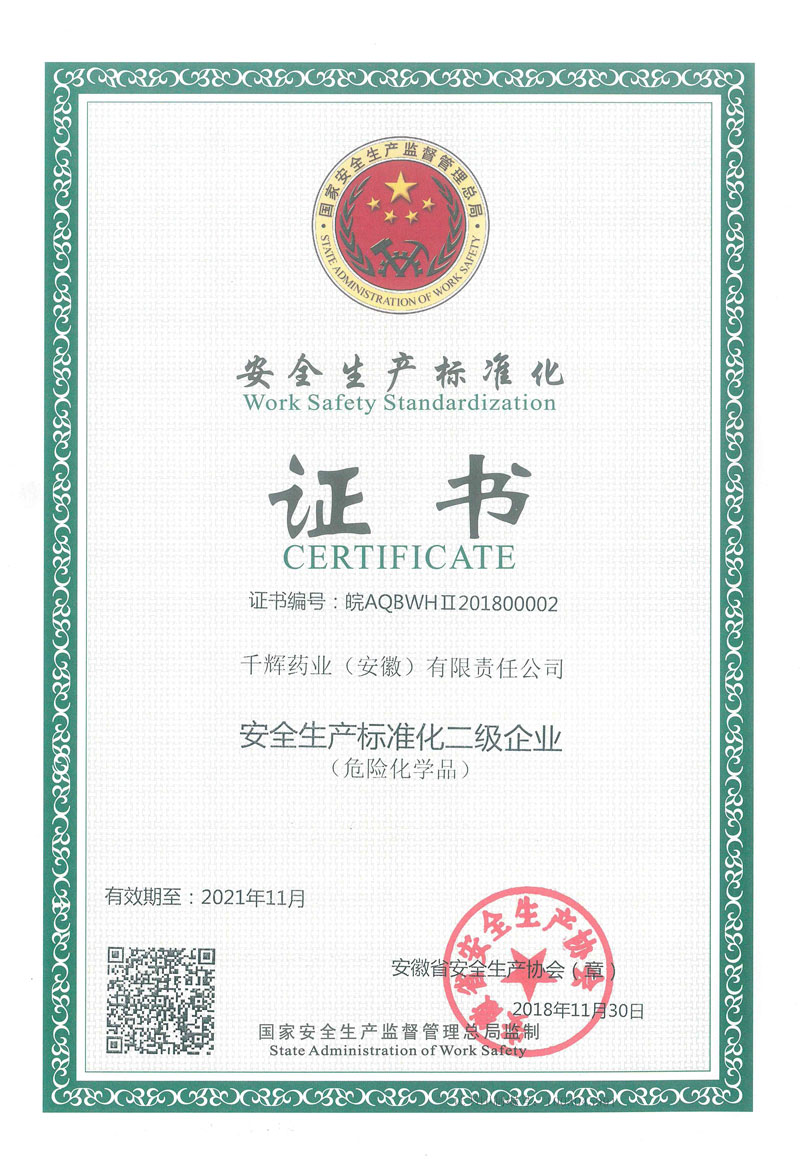 国家安全生产监督管理总局
STATE ADMINISTRATION OF WORK SAFETY
安全生产标准化
Work Safety Standardization
证书
CERTIFICATE
证书编号：皖AQBWHⅡ201800002
千辉药业（安徽）有限责任公司
安全生产标准化二级企业
（危险化学品）
有效期至：2021年11月
安徽省安全生产协会
安徽省安全生产协会（章）
2018年11月30日
国家安全生产监督管理总局监制
State Administration of Work Safety